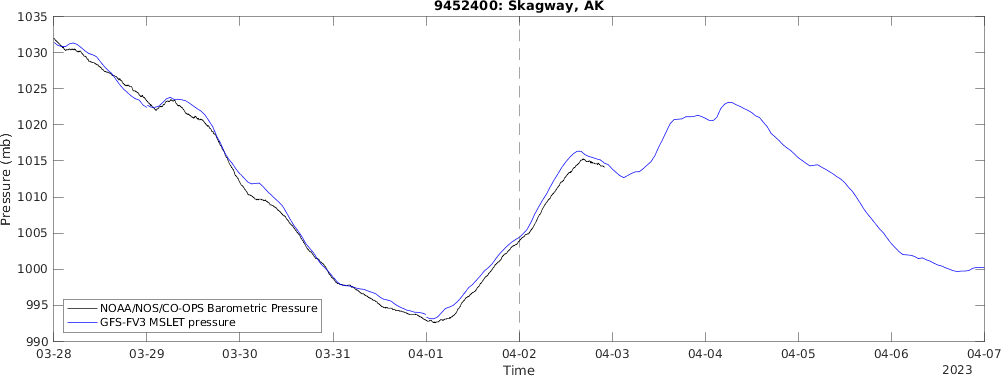 9452400: Skagway, AK
Pressure (mb)
1035
1030
1025
1020
1015
1010
1005
1000
995
990
NOAA/NOS/CO-OPS Barometric Pressure
GFS-FV3 MSLET pressure
03-28 03-29 03-30 03-31 04-01 04-02 04-03 04-04 04-05 04-06 04-07
Time
2023